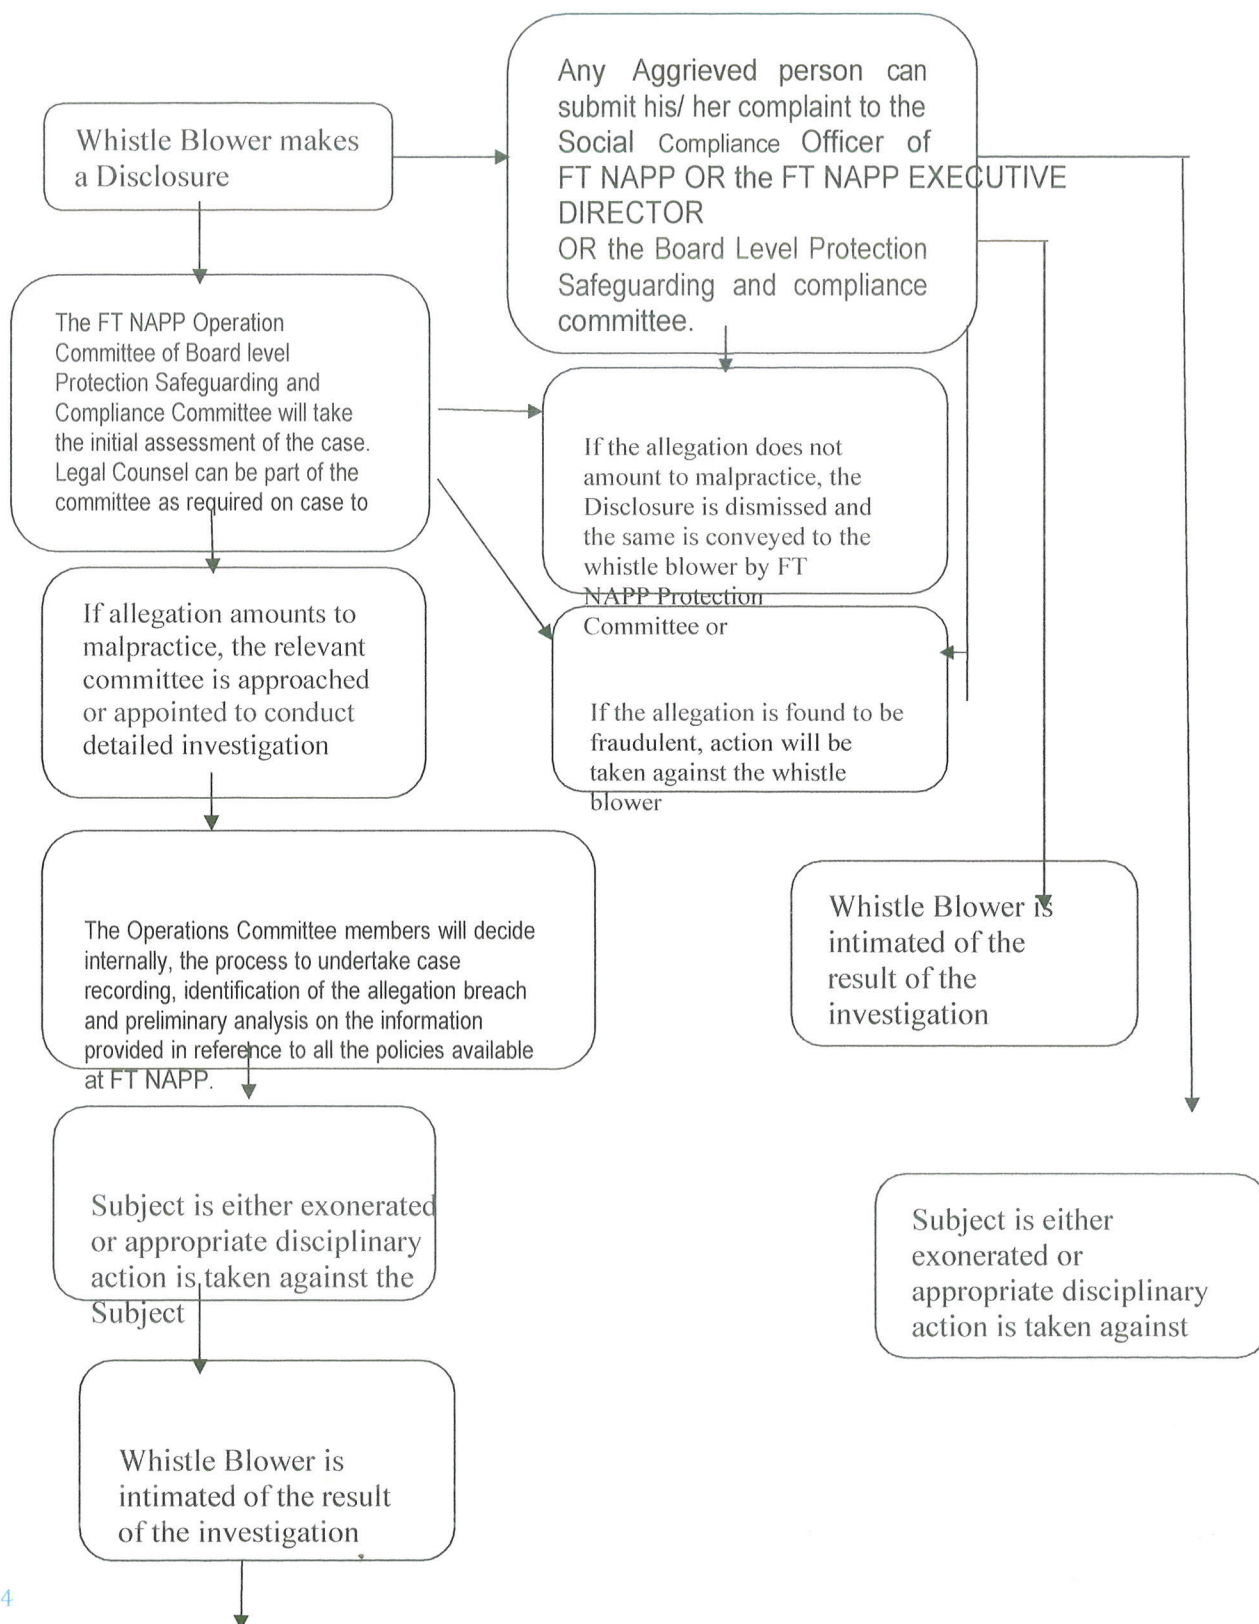 Whistle Blower makes
a Disclosure
Any Aggrieved person can
submit his/ her complaint to the
Social Compliance Officer of
FT NAPP OR the FT NAPP EXECUTIVE
DIRECTOR
OR the Board Level Protection
Safeguarding and compliance
committee.
The FT NAPP Operation
Committee of Board level
Protection Safeguarding and
Compliance Committee will take
the initial assessment of the case.
Legal Counsel can be part of the
committee as required on case to
If the allegation does not
amount to malpractice, the
Disclosure is dismissed and
the same is conveyed to the
whistle blower by FT
NAPP Protection
Committee or
If allegation amounts to
malpractice, the relevant
committee is approached
or appointed to conduct
detailed investigation
If the allegation is found to be
fraudulent, action will be
taken against the whistle
blower
The Operations Committee members will decide
internally, the process to undertake case
recording, identification of the allegation breach
and preliminary analysis on the information
provided in reference to all the policies available
at FT NAPP.
Whistle Blower is
intimated of the
result of the
investigation
Subject is either exonerated
or appropriate disciplinary
action is taken against the
Subject
Subject is either
exonerated or
appropriate disciplinary
action is taken against
Whistle Blower is
intimated of the result
of the investigation
4